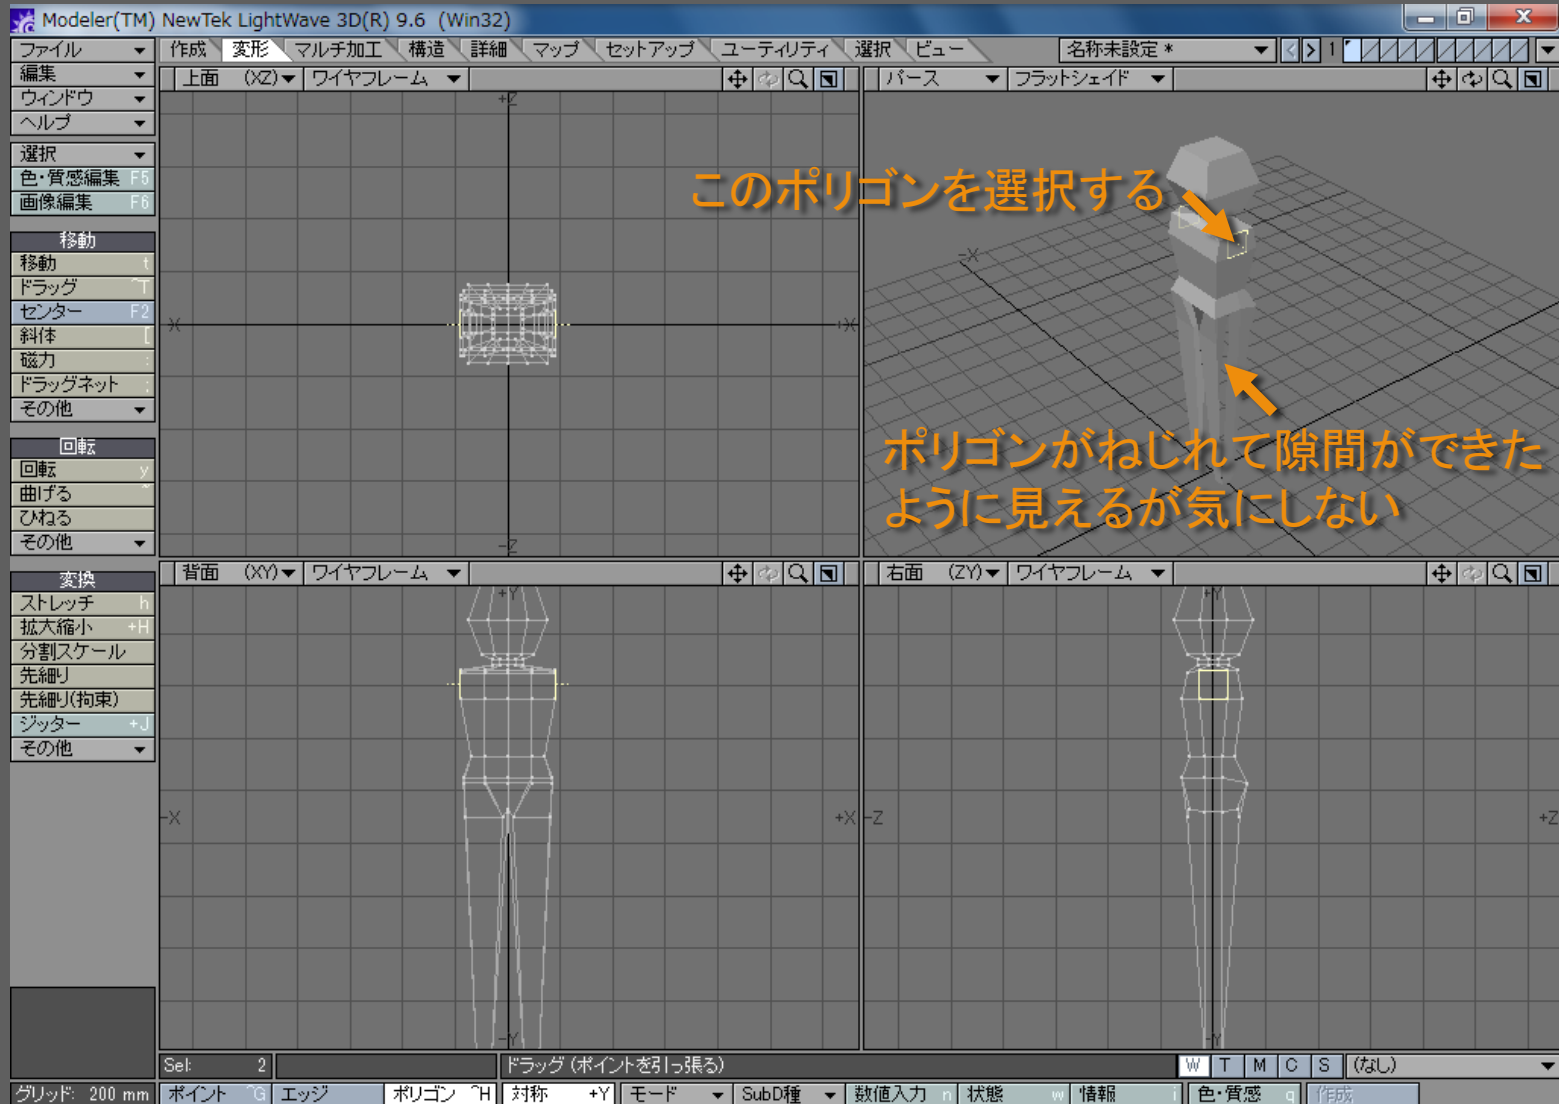 Modeler(TM) NewTek LightWave 3D(R) 9.6 (Win32)
ファイル 作成 変形 マルチ加工 構造 詳細 マップ セットアップ ユーティリティ 選択 ビュー 名称未設定 * < > 1
編集
ウィンドウ
ヘルプ
選択
色・質感編集 F5
画像編集 F6
移動
移動 t
ドラッグ ^T
センター F2
斜体 [
磁力 :
ドラッグネット ;
その他
回転
回転 y
曲げる ~
ひねる
その他
変換
ストレッチ h
拡大縮小 +H
分割スケール
先細り
先細り(拘束)
ジッター +J
その他
上面 (XZ) ワイヤフレーム
+Z
-X
+X
-Z
パース フラットシェイド
このポリゴンを選択する
-X
ポリゴンがねじれて隙間ができた
ように見えるが気にしない
背面 (XY) ワイヤフレーム
+Y
-X
+X
-Y
右面 (ZY) ワイヤフレーム
+Y
-Z
+Z
-Y
Sel: 2 ドラッグ (ポイントを引っ張る) W T M C S (なし)
グリッド: 200 mm ポイント ^G エッジ ポリゴン ^H 対称 +Y モード SubD種 数値入力 n 状態 w 情報 i 色・質感 q 作成